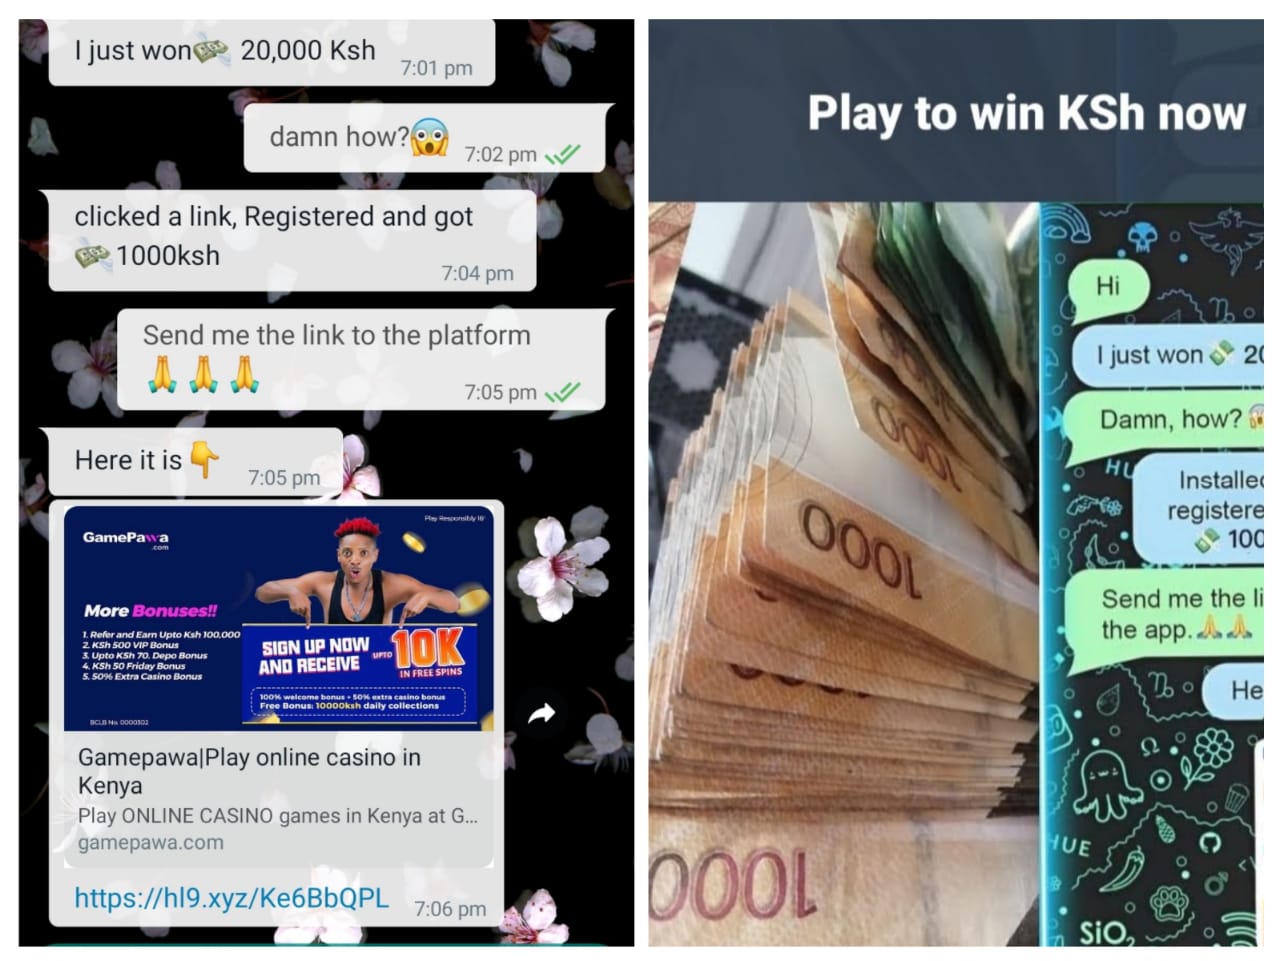 I just won💸 20,000 Ksh
7:01 pm
damn how?😱
7:02 pm
clicked a link, Registered and got
💸1000ksh
7:04 pm
Send me the link to the platform
🙏🙏🙏
7:05 pm
Here it is👇
7:05 pm
GamePawa
.com
Play Responsibly 18+
More Bonuses!!
1. Refer and Earn Upto Ksh 100,000
2. KSh 500 VIP Bonus
3. Upto KSh 70. Depo Bonus
4. KSh 50 Friday Bonus
5. 50% Extra Casino Bonus
SIGN UP NOW
AND RECEIVE
UPTO
10K
IN FREE SPINS
100% welcome bonus + 50% extra casino bonus
Free Bonus: 10000ksh daily collections
BCLB No. 0000302
Gamepawa|Play online casino in
Kenya
Play ONLINE CASINO games in Kenya at G...
gamepawa.com
https://hl9.xyz/Ke6BbQPL
7:06 pm
Play to win KSh now
1000
1000
1000
1000
Hi
I just won 💸 20
Damn, how? 😱
Installed
registere
💸 100
Send me the li
the app.🙏🙏
He
HU
HUE
SiO₂